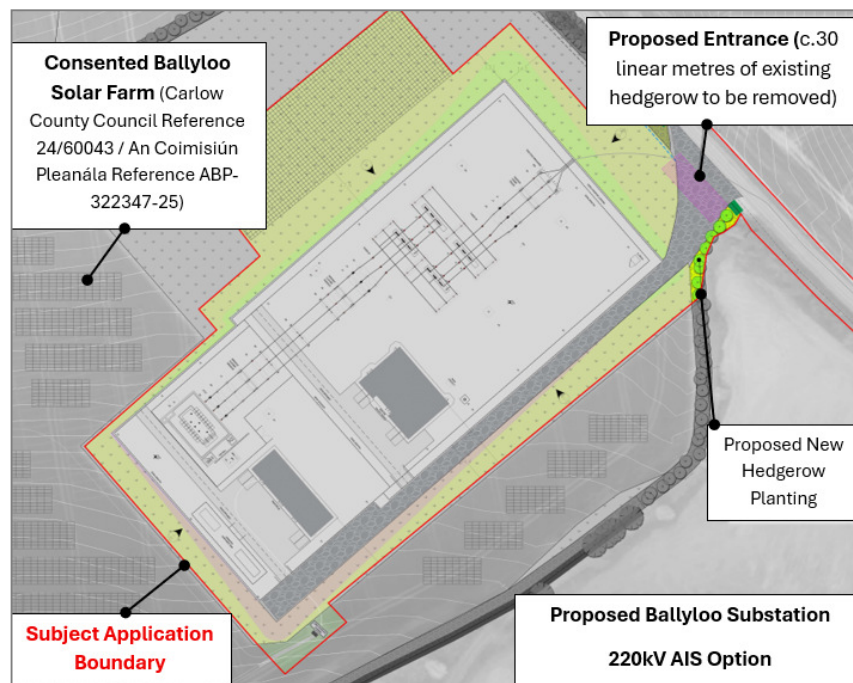 Consented Ballyloo
Solar Farm (Carlow
County Council Reference
24/60043 / An Coimisiún
Pleanála Reference ABP-
322347-25)
Proposed Entrance (c.30
linear metres of existing
hedgerow to be removed)
Proposed New
Hedgerow
Planting
Subject Application
Boundary
Proposed Ballyloo Substation
220kV AIS Option